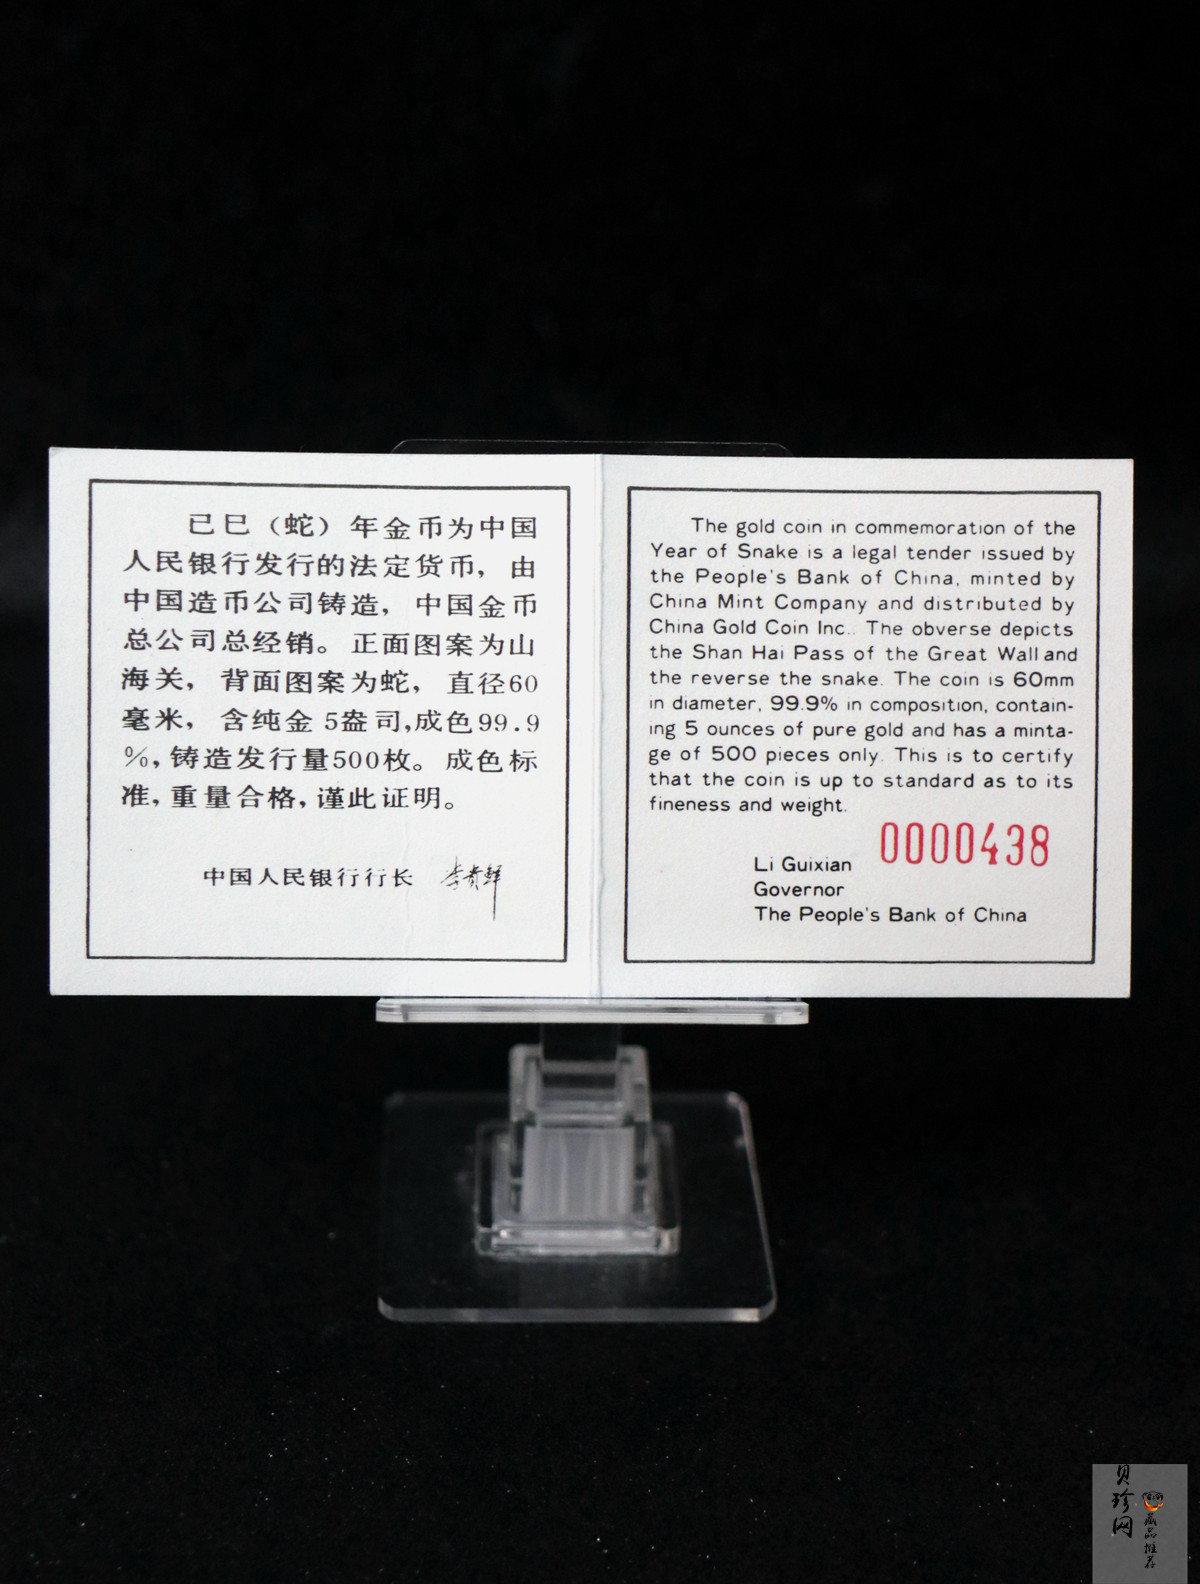 己巳（蛇）年金币为中国
人民银行发行的法定货币，由
中国造币公司铸造，中国金币
总公司总经销。正面图案为山
海关，背面图案为蛇，直径60
毫米，含纯金5盎司,成色99.9
%,铸造发行量500枚。成色标
准,重量合格,谨此证明。
中国人民银行行长 李贵鲜
The gold coin in commemoration of the
Year of Snake is a legal tender issued by
the People's Bank of China, minted by
China Mint Company and distributed by
China Gold Coin Inc.. The obverse depicts
the Shan Hai Pass of the Great Wall and
the reverse the snake. The coin is 60mm
in diameter, 99.9% in composition, contain-
ing 5 ounces of pure gold and has a minta-
ge of 500 pieces only. This is to certify
that the coin is up to standard as to its
fineness and weight.
0000438
Li Guixian
Governor
The People's Bank of China
贝珍网
藏品推荐